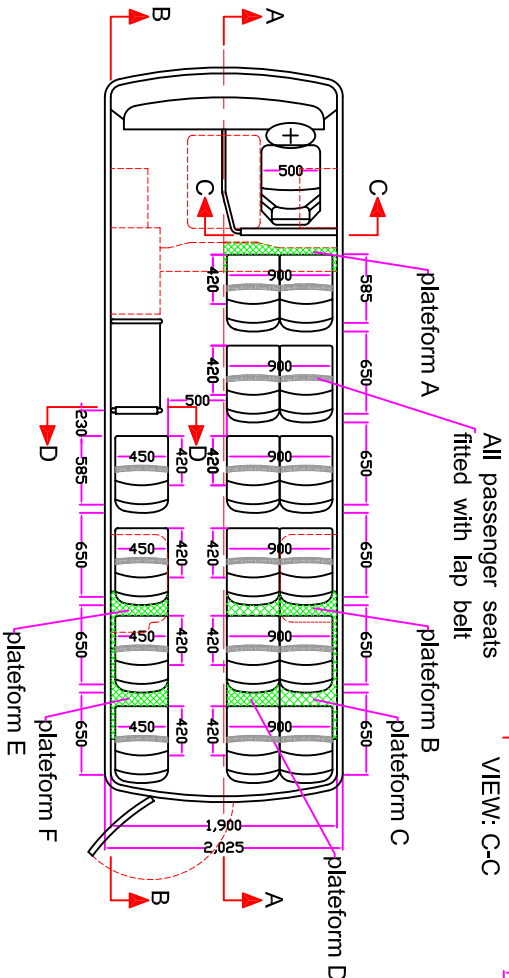 B
A
C
C
500
plateform A
900
420
585
900
420
650
All passenger seats
fitted with lap belt
500
D
D
230
450
420
420
900
585
650
450
420
420
900
650
650
450
420
420
900
650
650
450
420
420
900
650
650
plateform B
plateform C
plateform D
plateform E
plateform F
1,900
2,025
B
A
VIEW: C-C